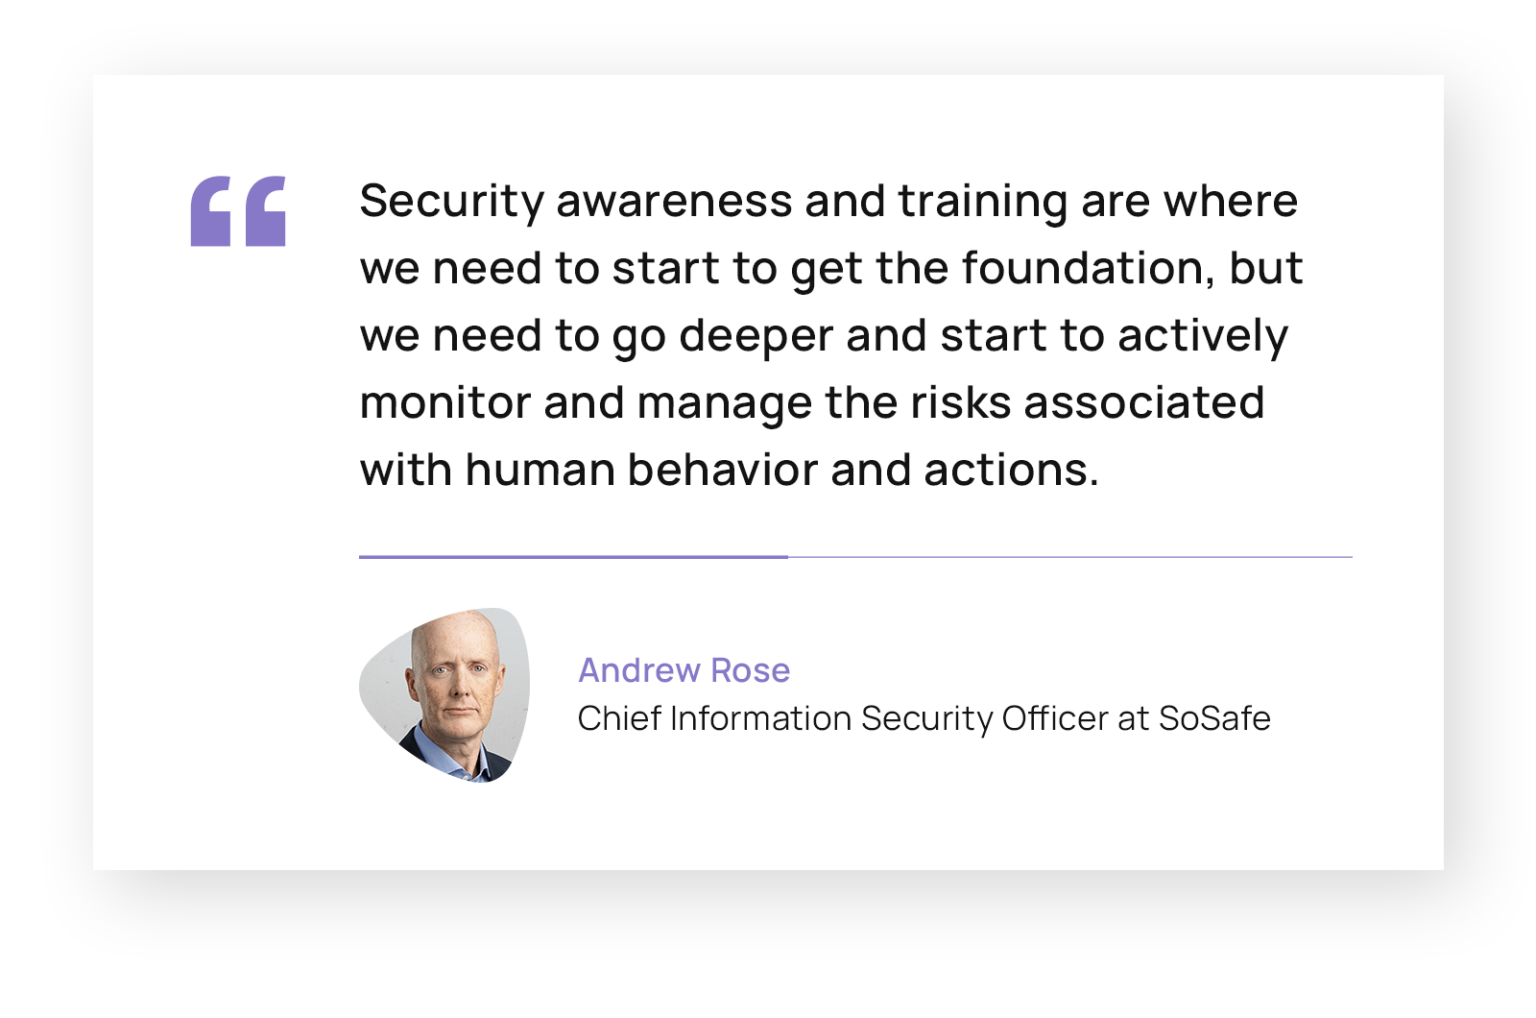 Security awareness and training are where
we need to start to get the foundation, but
we need to go deeper and start to actively
monitor and manage the risks associated
with human behavior and actions.
Andrew Rose
Chief Information Security Officer at SoSafe